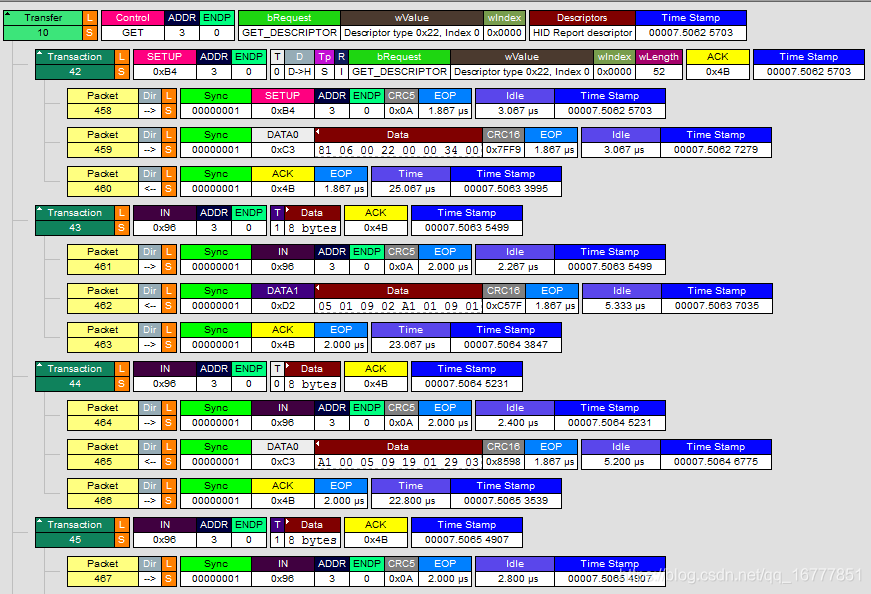 Transfer L Control ADDR ENDP bRequest wValue wIndex Descriptors Time Stamp
10 S GET 3 0 GET_DESCRIPTOR Descriptor type 0x22, Index 0 0x0000 HID Report descriptor 00007.5062 5703
Transaction L SETUP ADDR ENDP T D Tp R bRequest wValue wIndex wLength ACK Time Stamp
42 S 0xB4 3 0 0 D->H S I GET_DESCRIPTOR Descriptor type 0x22, Index 0 0x0000 52 0x4B 00007.5062 5703
Packet Dir L Sync SETUP ADDR ENDP CRC5 EOP Idle Time Stamp
458 --> S 00000001 0xB4 3 0 0x0A 1.867 µs 3.067 µs 00007.5062 5703
Packet Dir L Sync DATA0 Data CRC16 EOP Idle Time Stamp
459 --> S 00000001 0xC3 81 06 00 22 00 00 34 00 0x7FF9 1.867 µs 3.067 µs 00007.5062 7279
Packet Dir L Sync ACK EOP Time Time Stamp
460 <-- S 00000001 0x4B 1.867 µs 25.067 µs 00007.5063 3995
Transaction L IN ADDR ENDP T Data ACK Time Stamp
43 S 0x96 3 0 1 8 bytes 0x4B 00007.5063 5499
Packet Dir L Sync IN ADDR ENDP CRC5 EOP Idle Time Stamp
461 --> S 00000001 0x96 3 0 0x0A 2.000 µs 2.267 µs 00007.5063 5499
Packet Dir L Sync DATA1 Data CRC16 EOP Idle Time Stamp
462 <-- S 00000001 0xD2 05 01 09 02 A1 01 09 01 0xC57F 1.867 µs 5.333 µs 00007.5063 7035
Packet Dir L Sync ACK EOP Time Time Stamp
463 --> S 00000001 0x4B 2.000 µs 23.067 µs 00007.5064 3847
Transaction L IN ADDR ENDP T Data ACK Time Stamp
44 S 0x96 3 0 0 8 bytes 0x4B 00007.5064 5231
Packet Dir L Sync IN ADDR ENDP CRC5 EOP Idle Time Stamp
464 --> S 00000001 0x96 3 0 0x0A 2.000 µs 2.400 µs 00007.5064 5231
Packet Dir L Sync DATA0 Data CRC16 EOP Idle Time Stamp
465 <-- S 00000001 0xC3 A1 00 05 09 19 01 29 03 0x8598 1.867 µs 5.200 µs 00007.5064 6775
Packet Dir L Sync ACK EOP Time Time Stamp
466 --> S 00000001 0x4B 2.000 µs 22.800 µs 00007.5065 3539
Transaction L IN ADDR ENDP T Data ACK Time Stamp
45 S 0x96 3 0 1 8 bytes 0x4B 00007.5065 4907
Packet Dir L Sync IN ADDR ENDP CRC5 EOP Idle Time Stamp
467 --> S 00000001 0x96 3 0 0x0A 2.000 µs 2.800 µs 00007.5065 4907
https://blog.csdn.net/qq_16777851